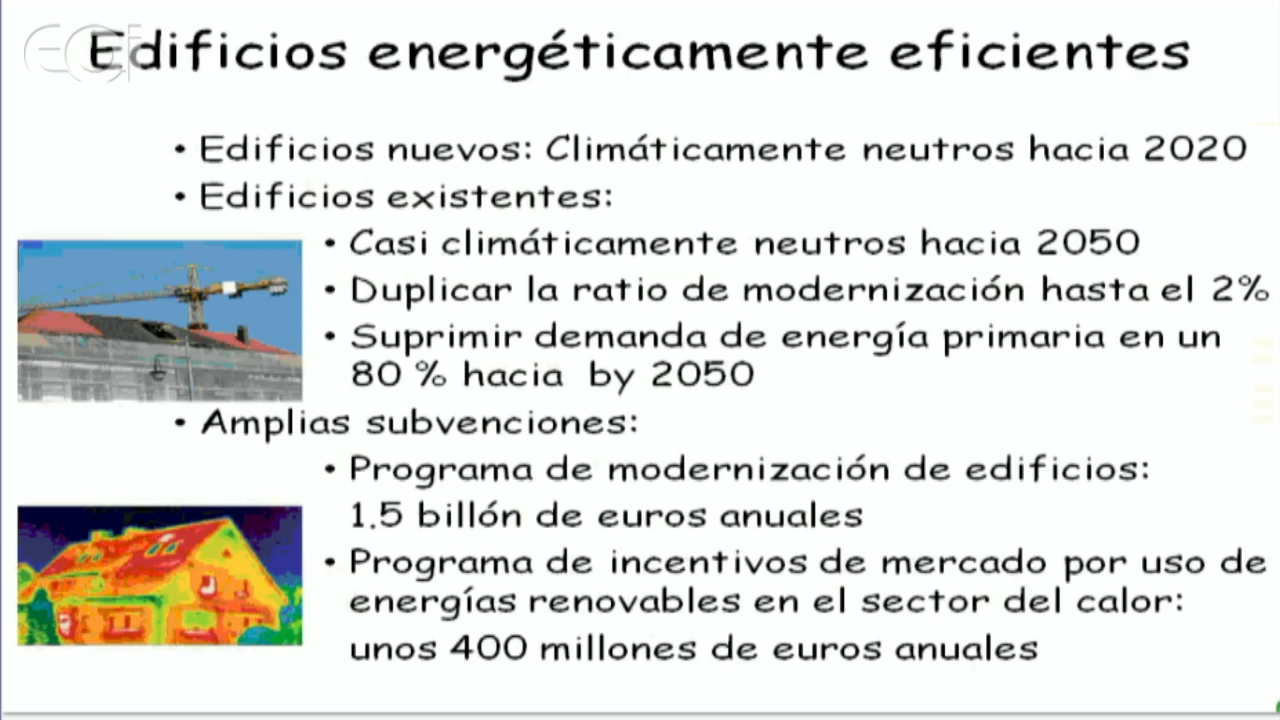 EOi
Edificios energéticamente eficientes
• Edificios nuevos: Climáticamente neutros hacia 2020
• Edificios existentes:
• Casi climáticamente neutros hacia 2050
• Duplicar la ratio de modernización hasta el 2%
• Suprimir demanda de energía primaria en un
80 % hacia by 2050
• Amplias subvenciones:
• Programa de modernización de edificios:
1.5 billón de euros anuales
• Programa de incentivos de mercado por uso de
energías renovables en el sector del calor:
unos 400 millones de euros anuales